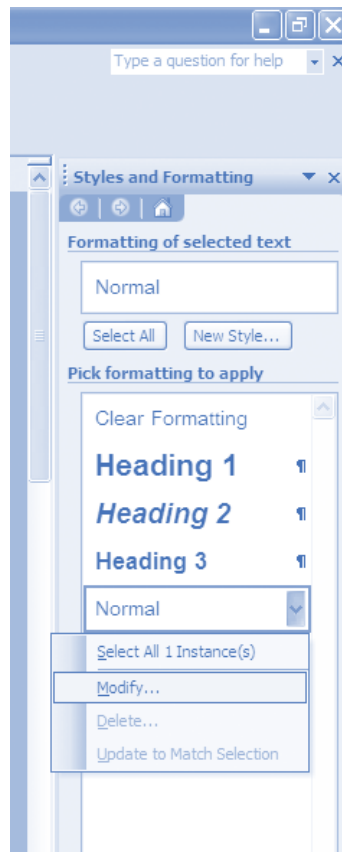 Type a question for help
Styles and Formatting
Formatting of selected text
Normal
Select All New Style...
Pick formatting to apply
Clear Formatting
Heading 1 ¶
Heading 2 ¶
Heading 3 ¶
Normal
Select All 1 Instance(s)
Modify...
Delete...
Update to Match Selection